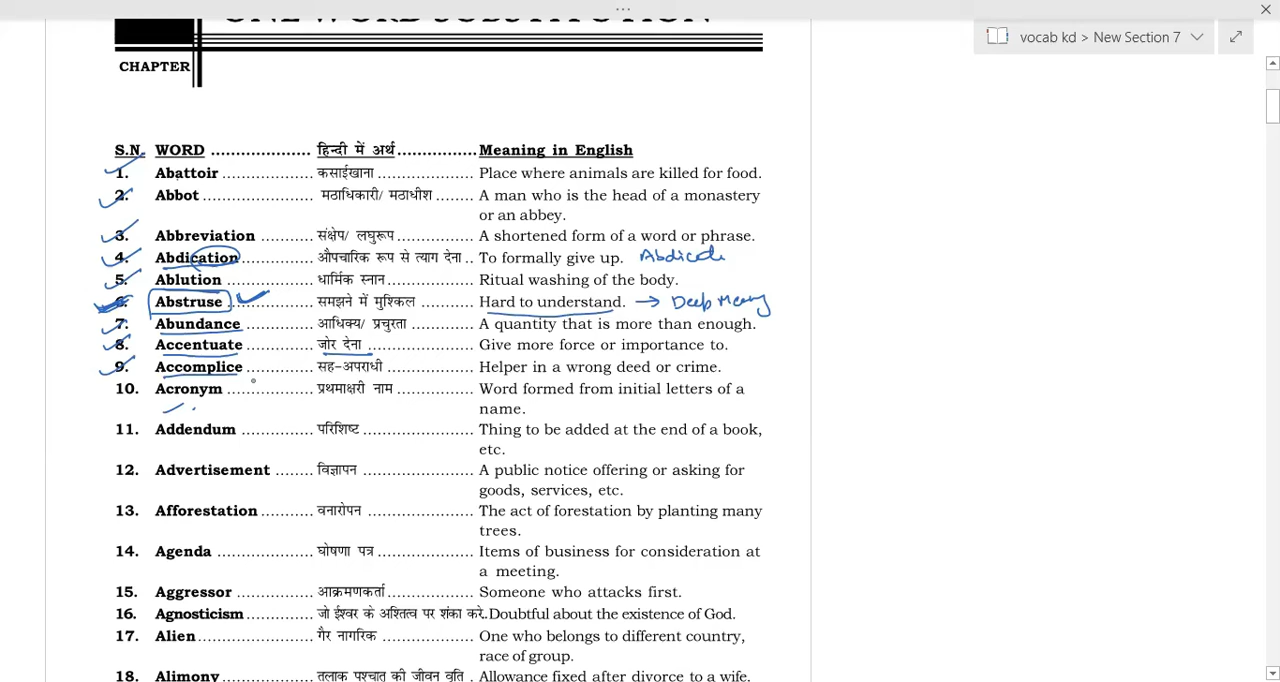 vocab kd > New Section 7
ONE WORD SUBSTITUTION
CHAPTER
S.N. WORD .................... हिन्दी में अर्थ ............... Meaning in English
1. Abattoir .................. कसाईखाना ..................... Place where animals are killed for food.
2. Abbot ...................... मठाधिकारी/ मठाधीश ........ A man who is the head of a monastery
or an abbey.
3. Abbreviation ........... संक्षेप/ लघुरूप ................ A shortened form of a word or phrase.
4. Abdication .............. औपचारिक रूप से त्याग देना .. To formally give up. Abdicate
5. Ablution .................. धार्मिक स्नान .................. Ritual washing of the body.
6. Abstruse ................. समझने में मुश्किल ........... Hard to understand. → Deep
7. Abundance ............. आधिक्य/ प्रचुरता ............. A quantity that is more than enough.
8. Accentuate ............. जोर देना ....................... Give more force or importance to.
9. Accomplice ............. सह-अपराधी ................... Helper in a wrong deed or crime.
10. Acronym ................. प्रथमाक्षरी नाम ................ Word formed from initial letters of a
name.
11. Addendum .............. परिशिष्ट ....................... Thing to be added at the end of a book,
etc.
12. Advertisement ........ विज्ञापन ....................... A public notice offering or asking for
goods, services, etc.
13. Afforestation ........... वनारोपन ....................... The act of forestation by planting many
trees.
14. Agenda ................... घोषणा पत्र .................... Items of business for consideration at
a meeting.
15. Aggressor ................ आक्रमणकर्ता .................. Someone who attacks first.
16. Agnosticism ............. जो ईश्वर के अश्तित्व पर शंका करे.. Doubtful about the existence of God.
17. Alien ....................... गैर नागरिक ................... One who belongs to different country,
race of group.
18. Alimony .................. तलाक पश्चात की जीवन वृति . Allowance fixed after divorce to a wife.